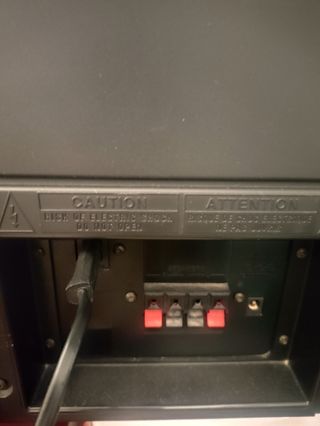 CAUTION
RISK OF ELECTRIC SHOCK
DO NOT OPEN
ATTENTION
RISQUE DE CHOC ELECTRIQUE
NE PAS OUVRIR